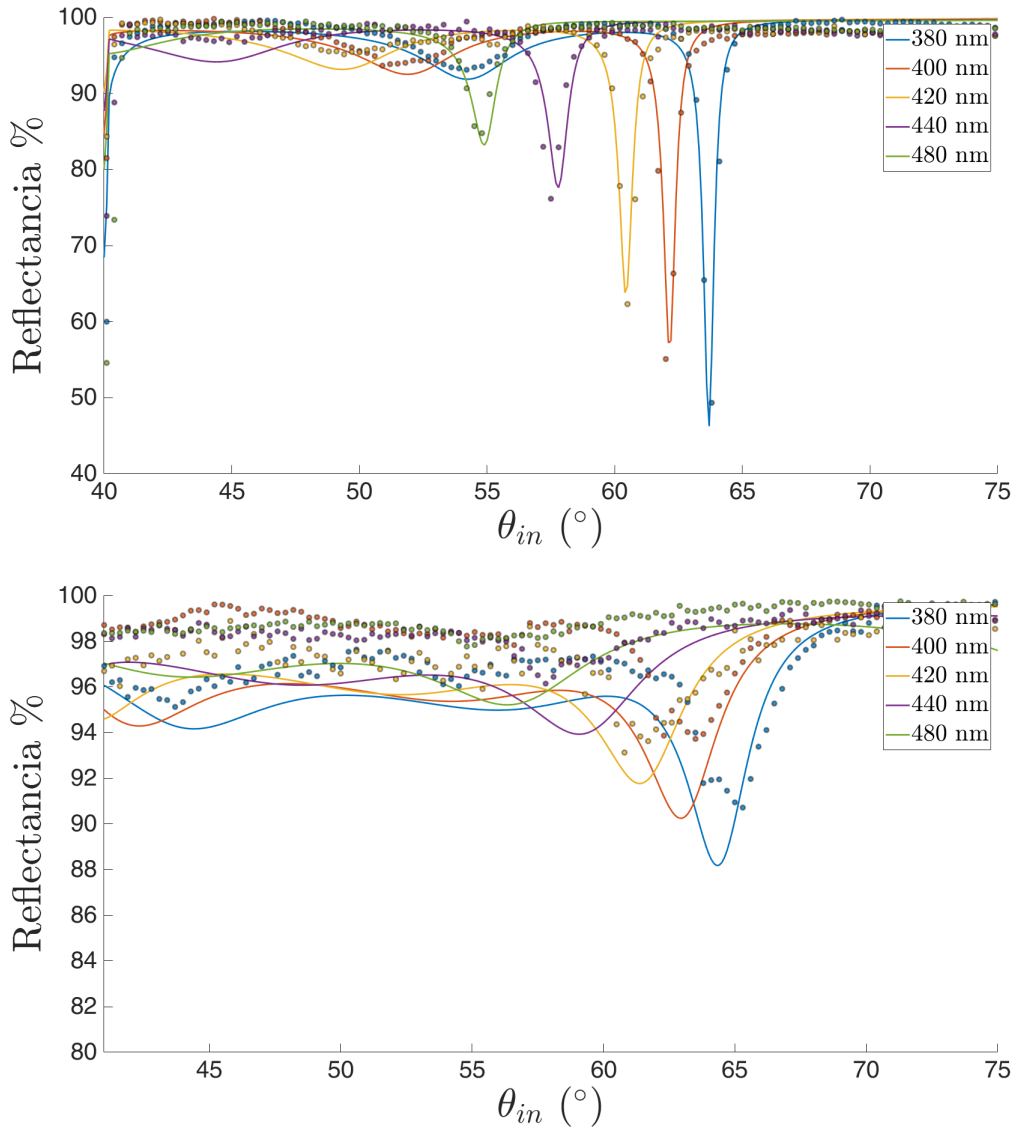 Reflectancia %
100
90
80
70
60
50
40
40 45 50 55 60 65 70 75
θin (°)
380 nm
400 nm
420 nm
440 nm
480 nm
Reflectancia %
100
98
96
94
92
90
88
86
84
82
80
45 50 55 60 65 70 75
θin (°)
380 nm
400 nm
420 nm
440 nm
480 nm